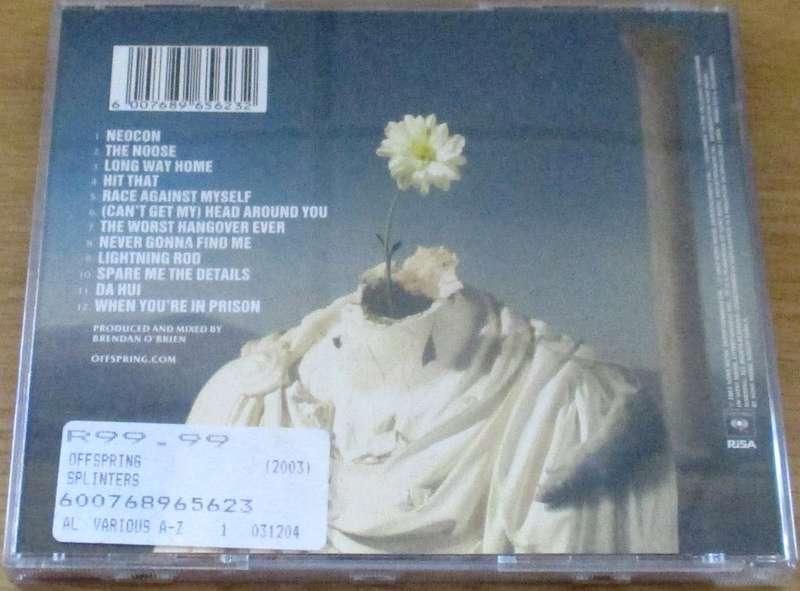 6 007689 656232
1 NEOCON
2 THE NOOSE
3 LONG WAY HOME
4 HIT THAT
5 RACE AGAINST MYSELF
6 (CAN'T GET MY) HEAD AROUND YOU
7 THE WORST HANGOVER EVER
8 NEVER GONNA FIND ME
9 LIGHTNING ROD
10 SPARE ME THE DETAILS
11 DA HUI
12 WHEN YOU'RE IN PRISON
PRODUCED AND MIXED BY
BRENDAN O'BRIEN
OFFSPRING.COM
R99.99
OFFSPRING (2003)
SPLINTERS
600768965623
AL VARIOUS A-Z 1 031204
RISA